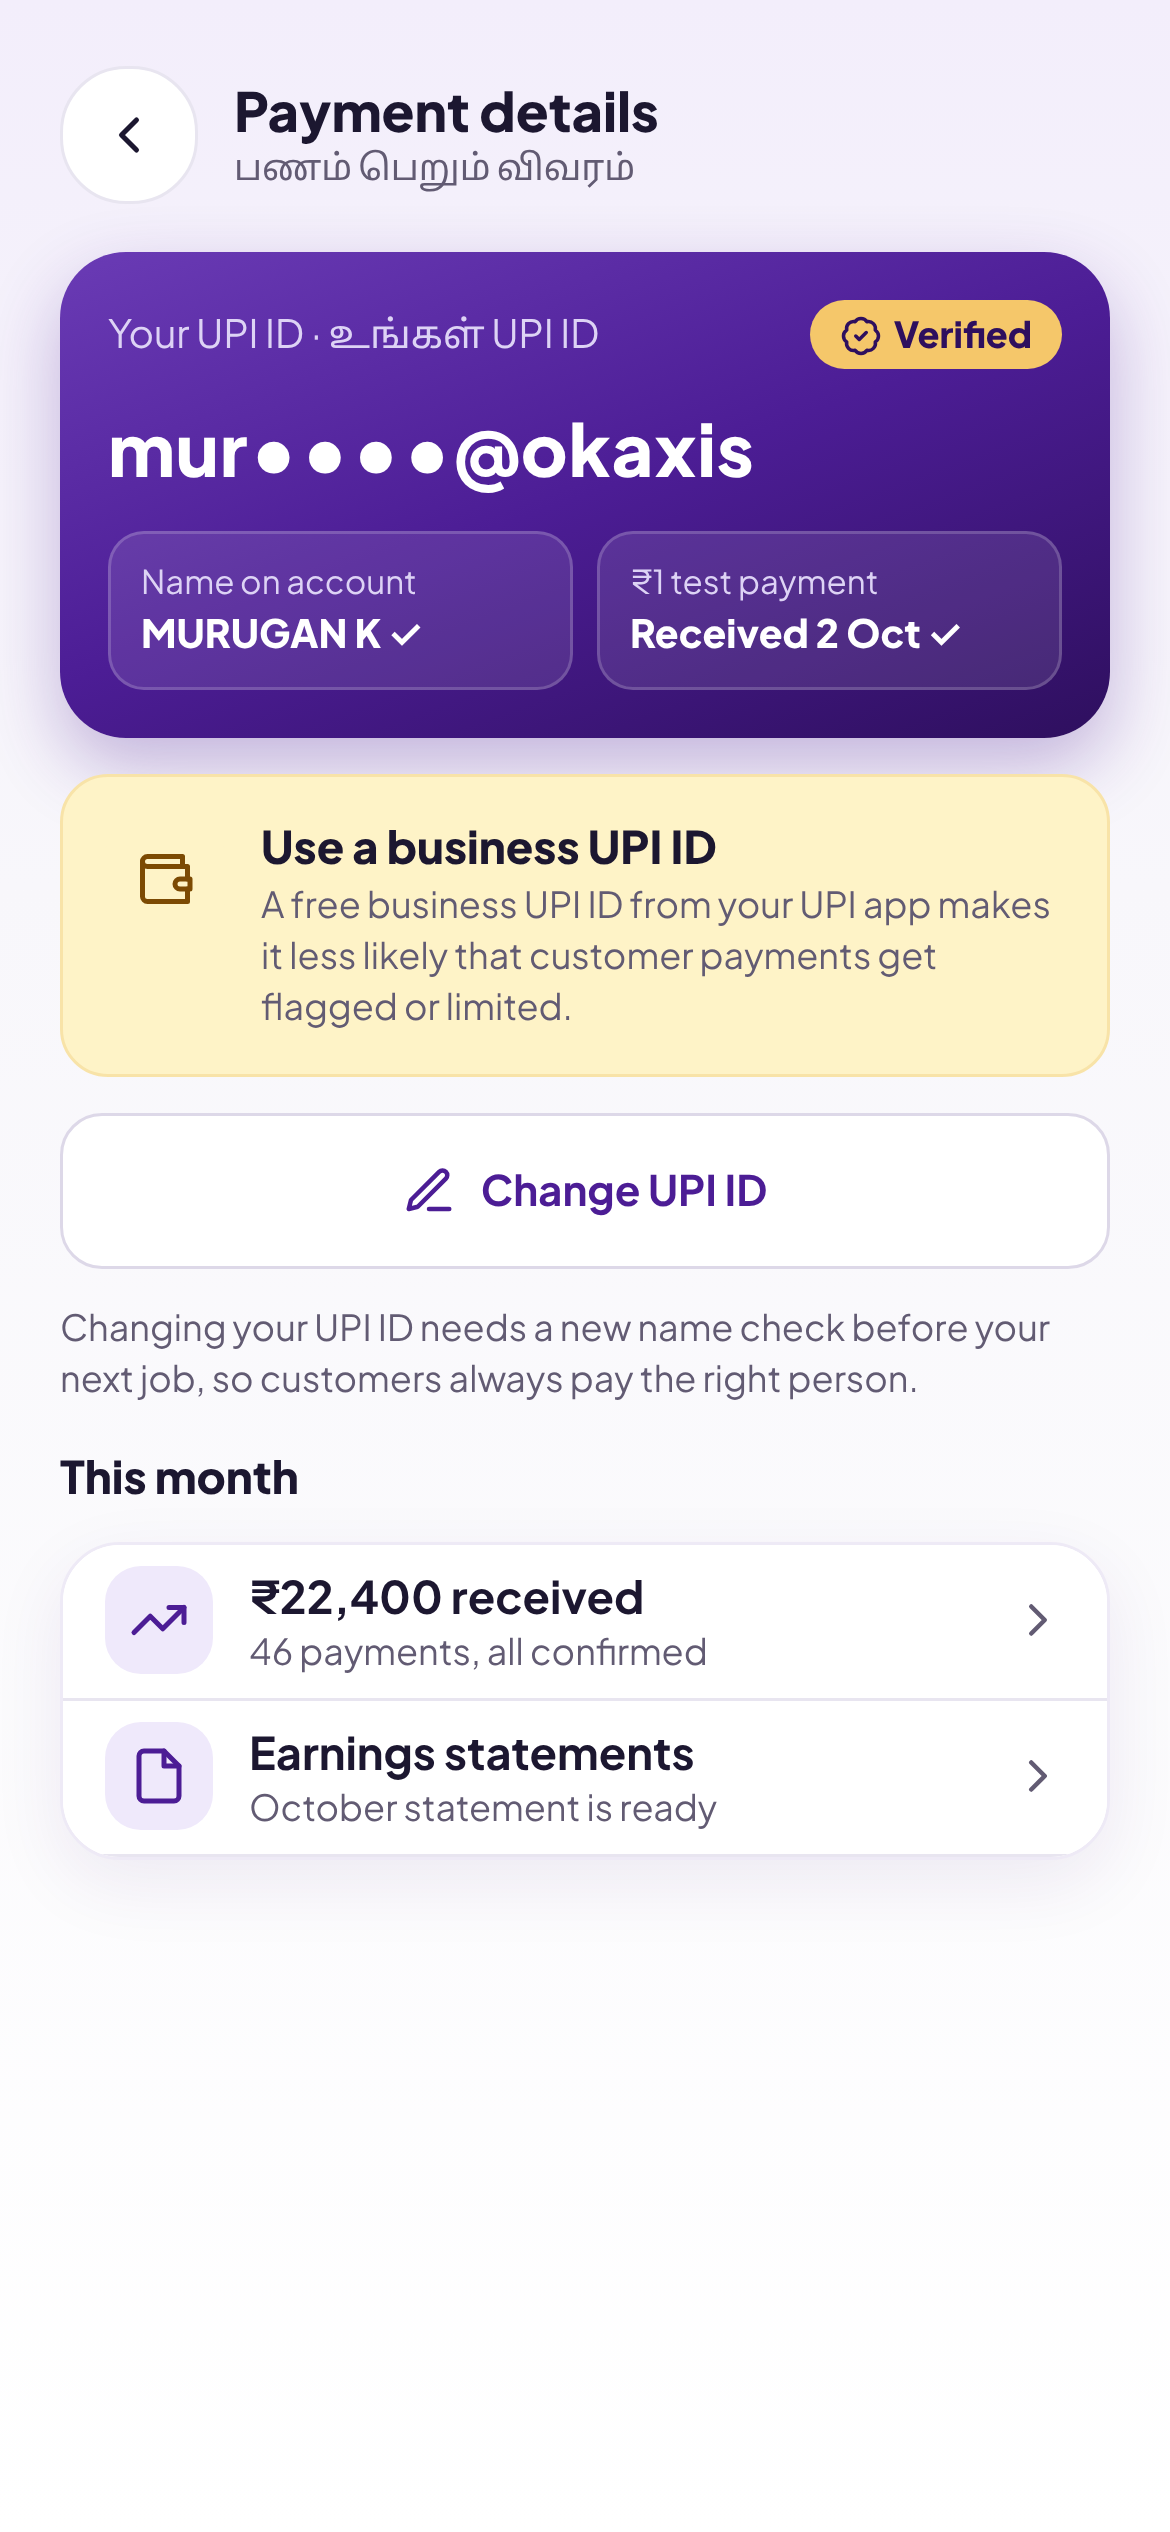 Payment details
பணம் பெறும் விவரம்
Your UPI ID · உங்கள் UPI ID
Verified
mur●●●●@okaxis
Name on account
MURUGAN K ✓
₹1 test payment
Received 2 Oct ✓
Use a business UPI ID
A free business UPI ID from your UPI app makes
it less likely that customer payments get
flagged or limited.
Change UPI ID
Changing your UPI ID needs a new name check before your
next job, so customers always pay the right person.
This month
₹22,400 received
46 payments, all confirmed
Earnings statements
October statement is ready